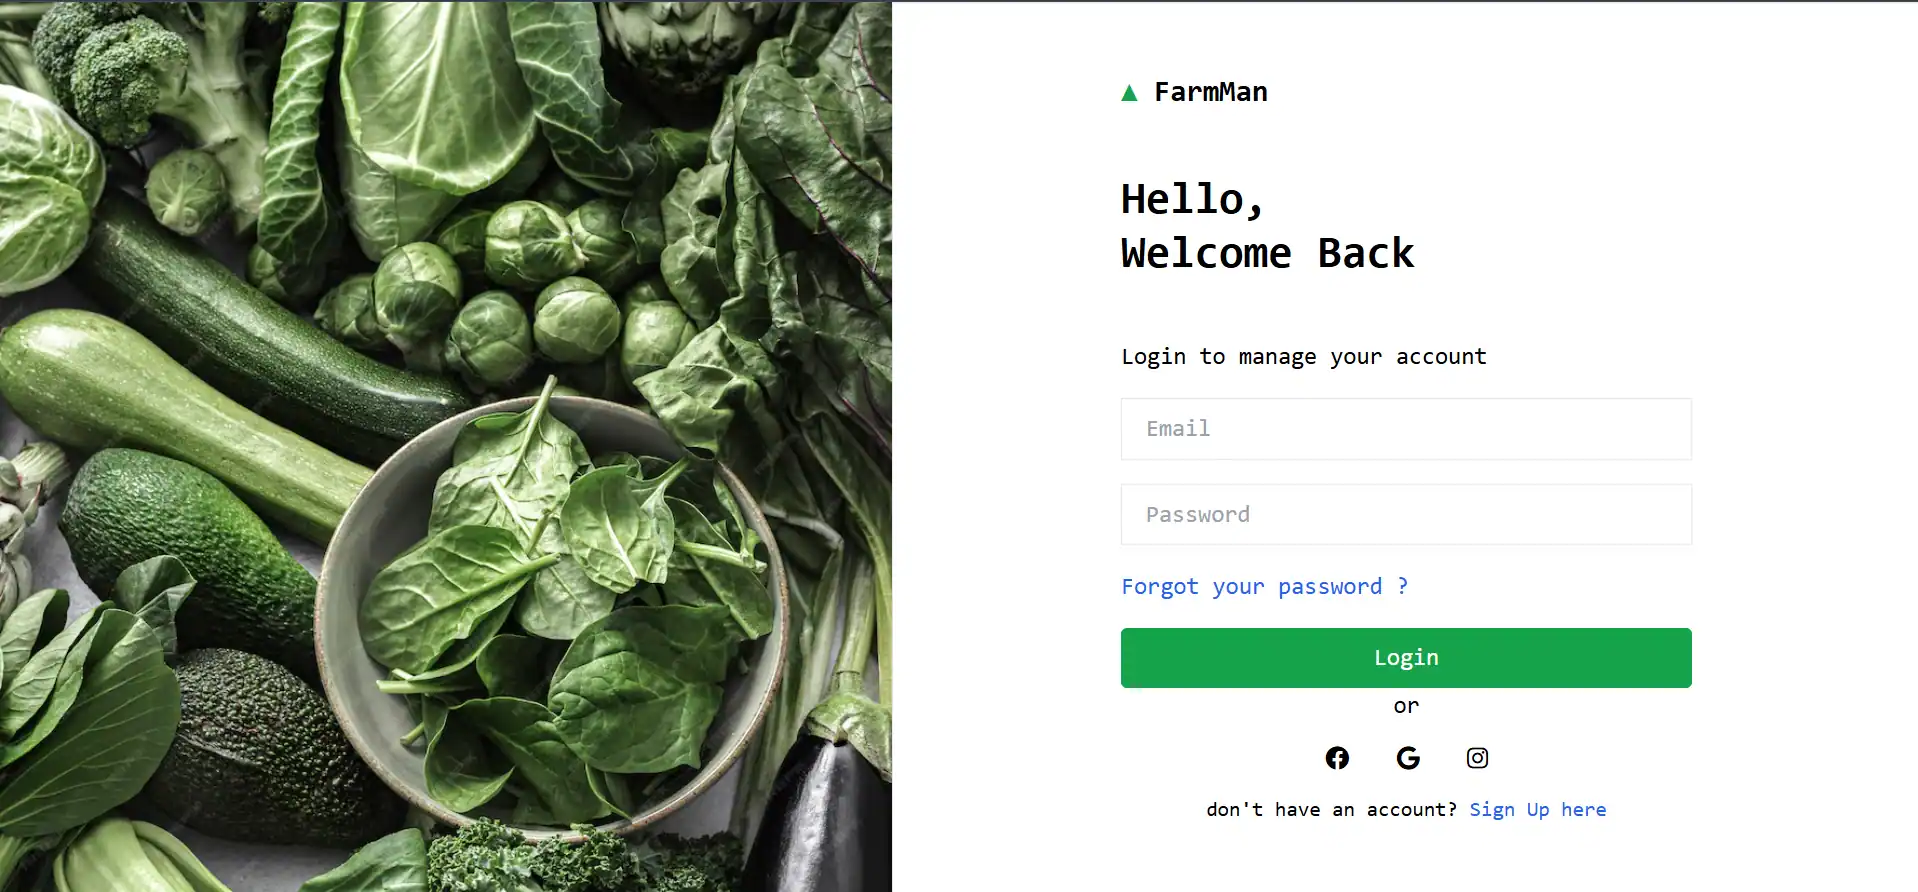 FarmMan
Hello,
Welcome Back
Login to manage your account
Email
Password
Forgot your password ?
Login
or
don't have an account? Sign Up here